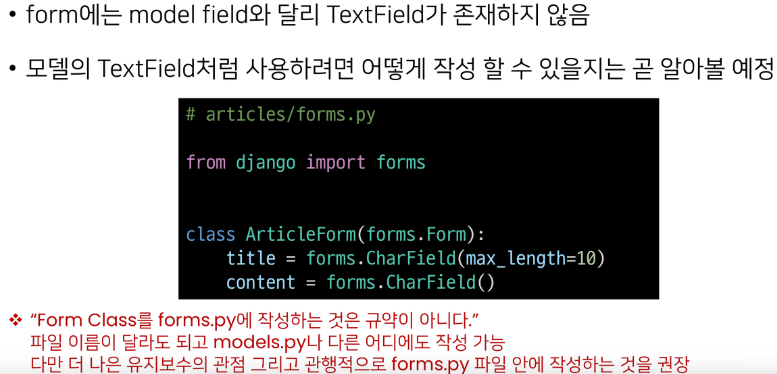 • form에는 model field와 달리 TextField가 존재하지 않음
• 모델의 TextField처럼 사용하려면 어떻게 작성 할 수 있을지는 곧 알아볼 예정
# articles/forms.py
from django import forms
class ArticleForm(forms.Form):
    title = forms.CharField(max_length=10)
    content = forms.CharField()
❖ “Form Class를 forms.py에 작성하는 것은 규약이 아니다.”
파일 이름이 달라도 되고 models.py나 다른 어디에도 작성 가능
다만 더 나은 유지보수의 관점 그리고 관행적으로 forms.py 파일 안에 작성하는 것을 권장